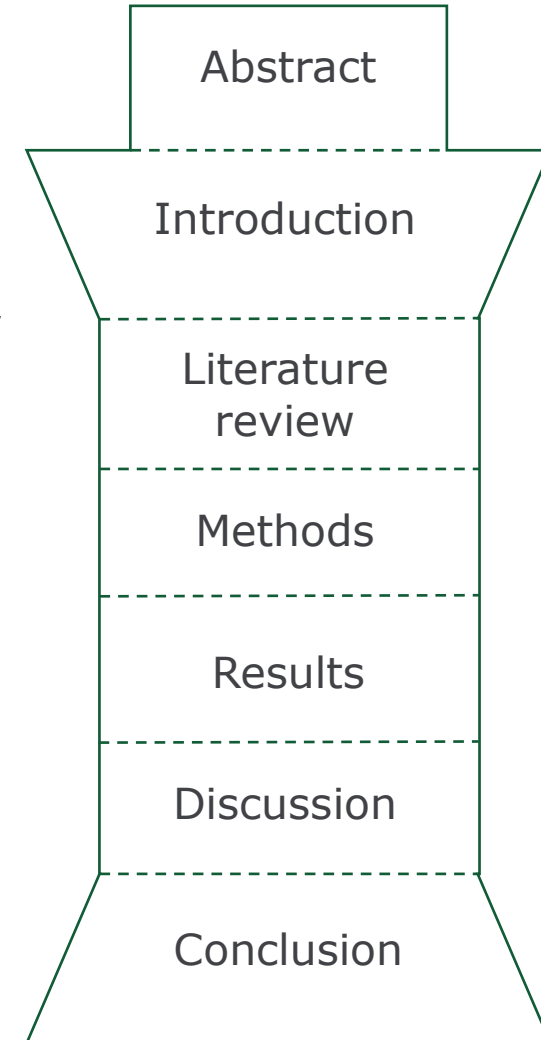 Abstract
Introduction
Literature
review
Methods
Results
Discussion
Conclusion